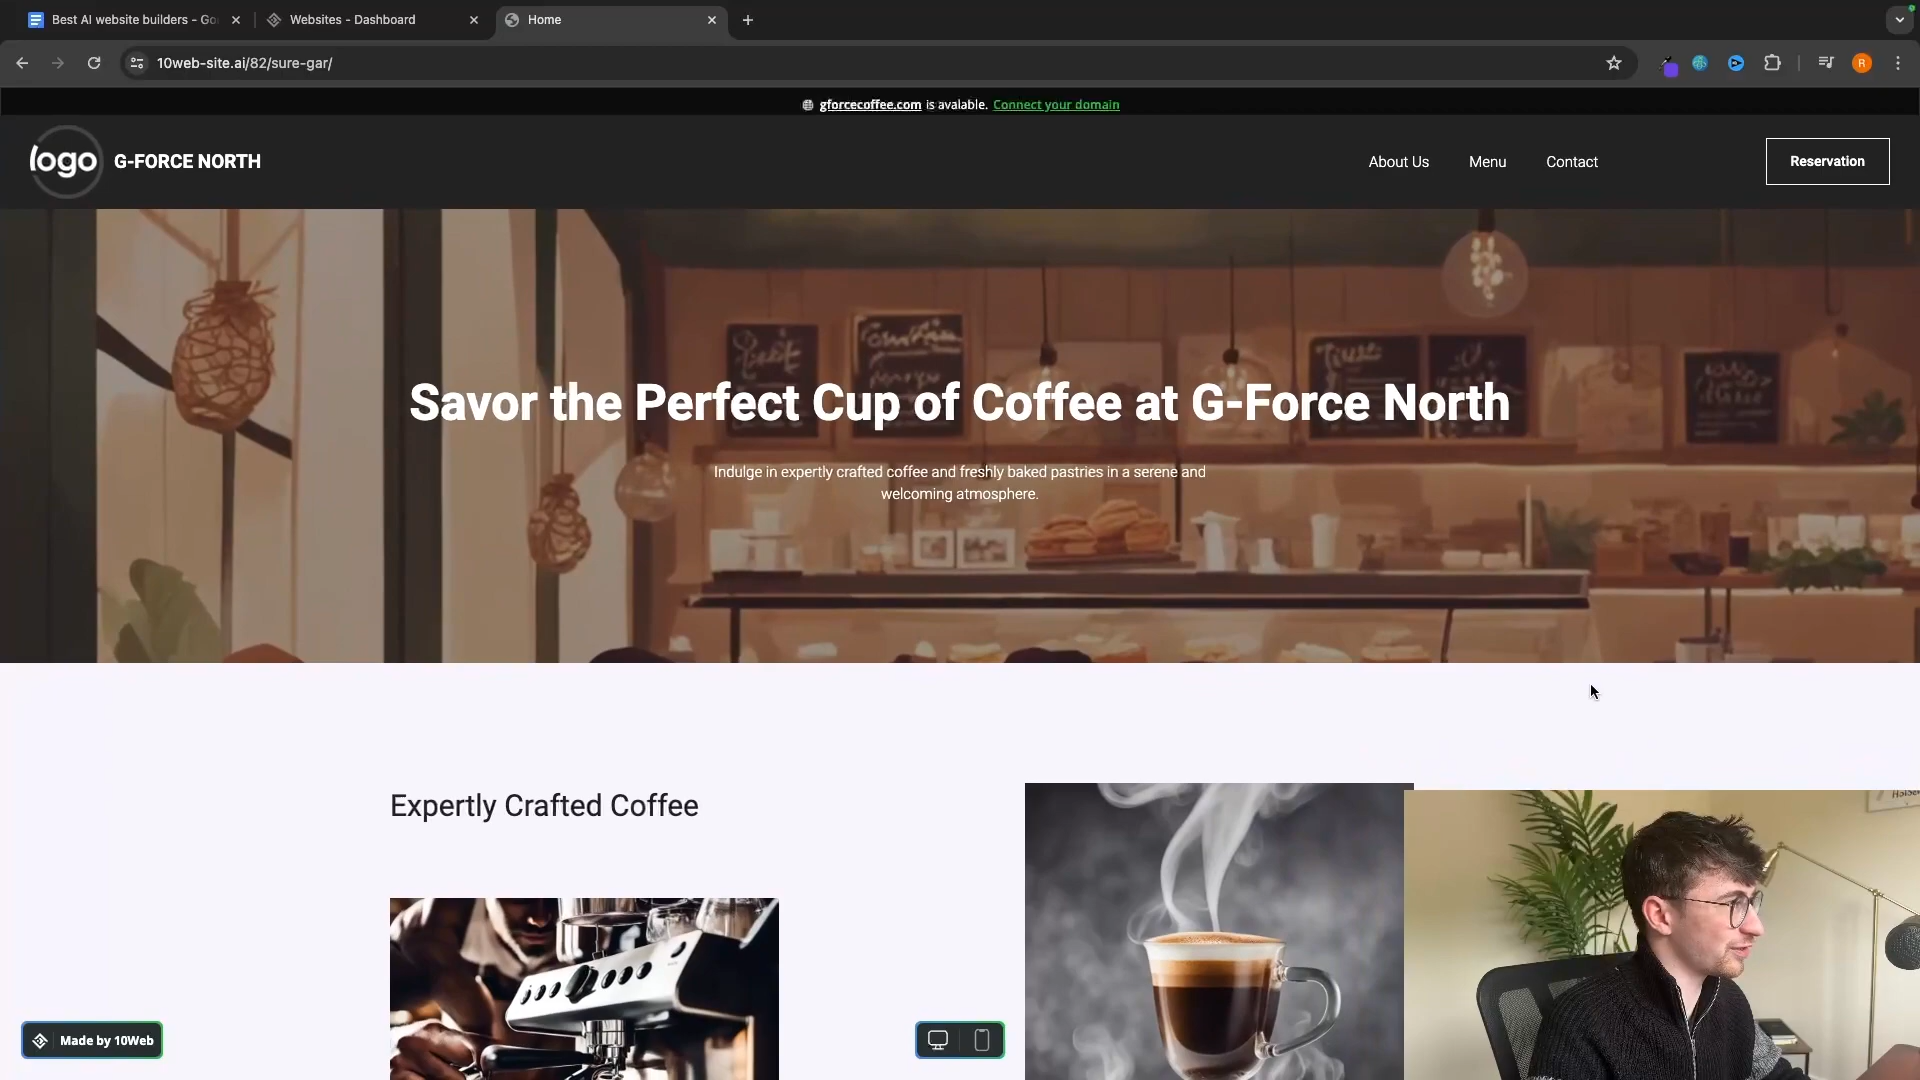 Best AI website builders - Go
Websites - Dashboard
Home
10web-site.ai/82/sure-gar/
R
gforcecoffee.com is avalable. Connect your domain
logo
G-FORCE NORTH
About Us
Menu
Contact
Reservation
Savor the Perfect Cup of Coffee at G-Force North
Indulge in expertly crafted coffee and freshly baked pastries in a serene and
welcoming atmosphere.
Expertly Crafted Coffee
Made by 10Web